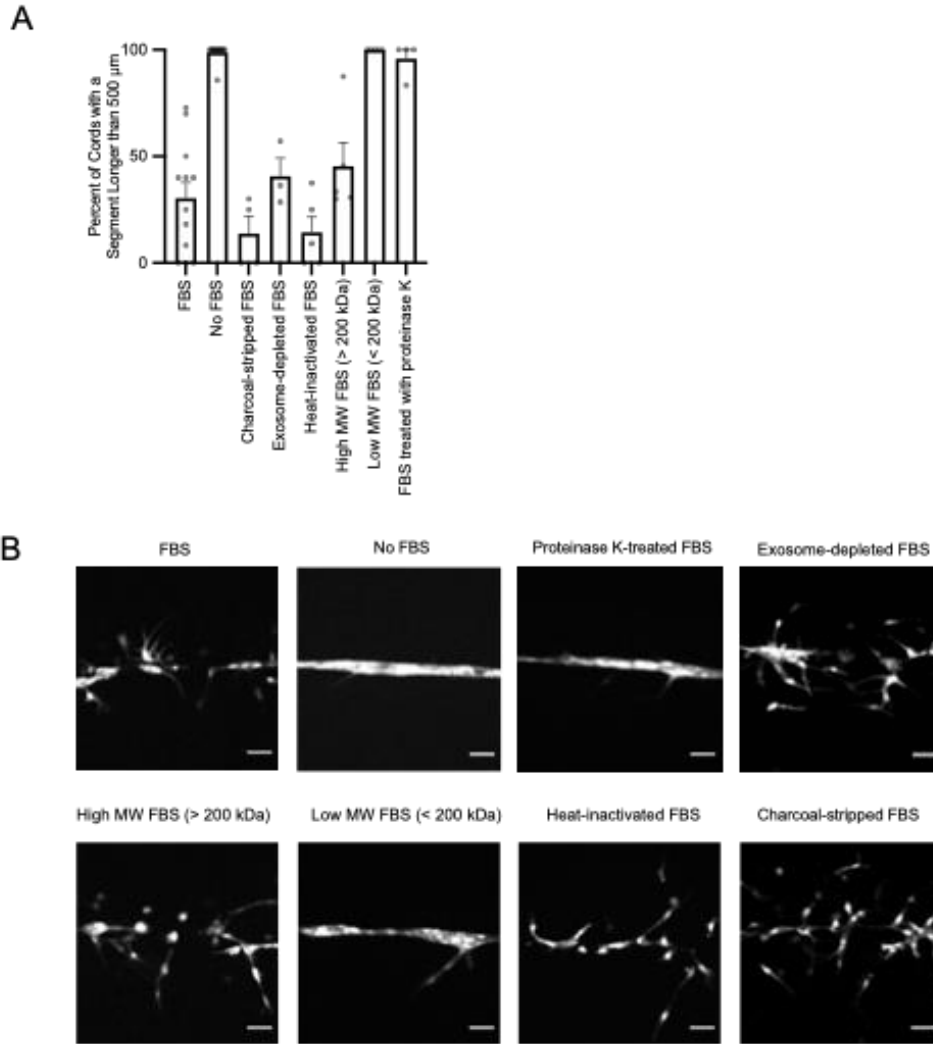 A
Percent of Cords with a
Segment Longer than 500 µm
100
50
0
FBS
No FBS
Charcoal-stripped FBS
Exosome-depleted FBS
Heat-inactivated FBS
High MW FBS (> 200 kDa)
Low MW FBS (< 200 kDa)
FBS treated with proteinase K
B
FBS
No FBS
Proteinase K-treated FBS
Exosome-depleted FBS
High MW FBS (> 200 kDa)
Low MW FBS (< 200 kDa)
Heat-inactivated FBS
Charcoal-stripped FBS